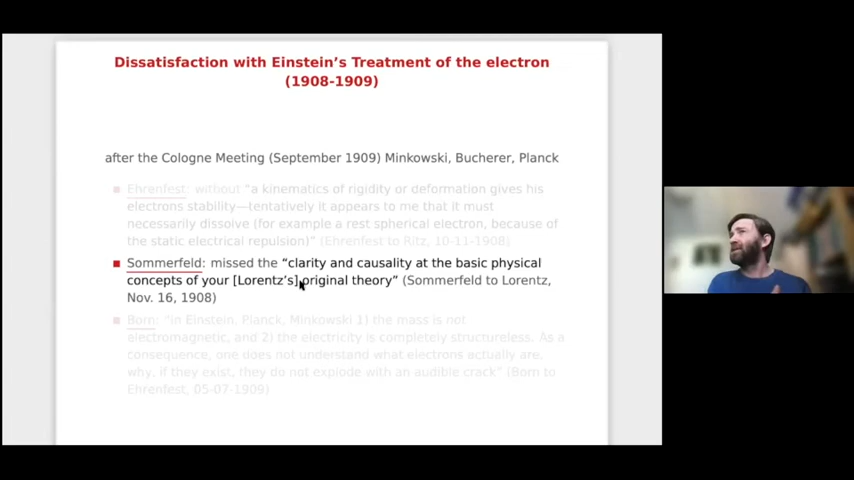 Dissatisfaction with Einstein's Treatment of the electron
(1908-1909)
after the Cologne Meeting (September 1909) Minkowski, Bucherer, Planck
Ehrenfest: without “a kinematics of rigidity or deformation gives his
electrons stability—tentatively it appears to me that it must
necessarily dissolve (for example a rest spherical electron, because of
the static electrical repulsion)” (Ehrenfest to Ritz, 10-11-1908)
Sommerfeld: missed the “clarity and causality at the basic physical
concepts of your [Lorentz's] original theory” (Sommerfeld to Lorentz,
Nov. 16, 1908)
Born: “In Einstein, Planck, Minkowski 1) the mass is not
electromagnetic, and 2) the electricity is completely structureless. As a
consequence, one does not understand what electrons actually are,
why, if they exist, they do not explode with an audible crack” (Born to
Ehrenfest, 05-07-1909)